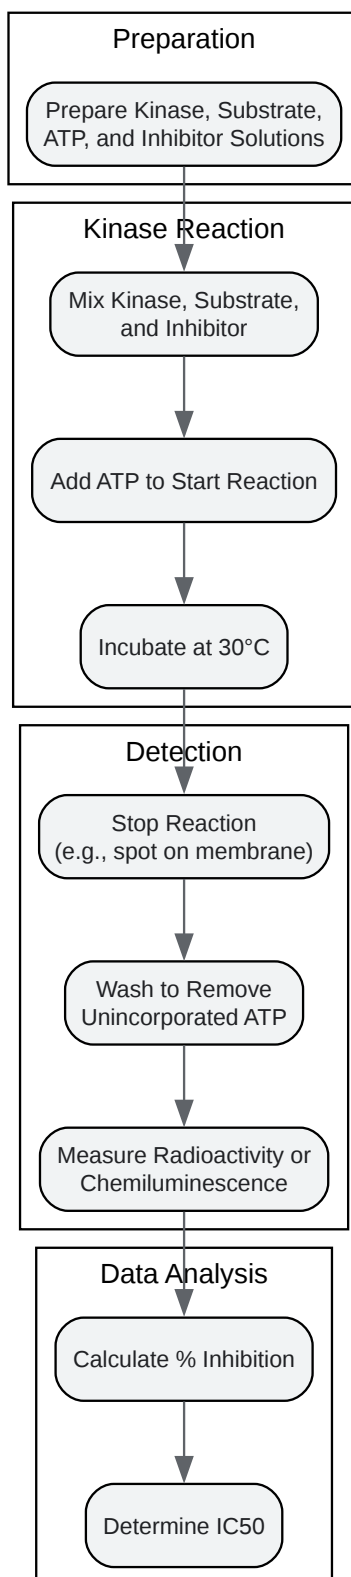 Preparation
Prepare Kinase, Substrate,
ATP, and Inhibitor Solutions
Kinase Reaction
Mix Kinase, Substrate,
and Inhibitor
Add ATP to Start Reaction
Incubate at 30°C
Detection
Stop Reaction
(e.g., spot on membrane)
Wash to Remove
Unincorporated ATP
Measure Radioactivity or
Chemiluminescence
Data Analysis
Calculate % Inhibition
Determine IC50